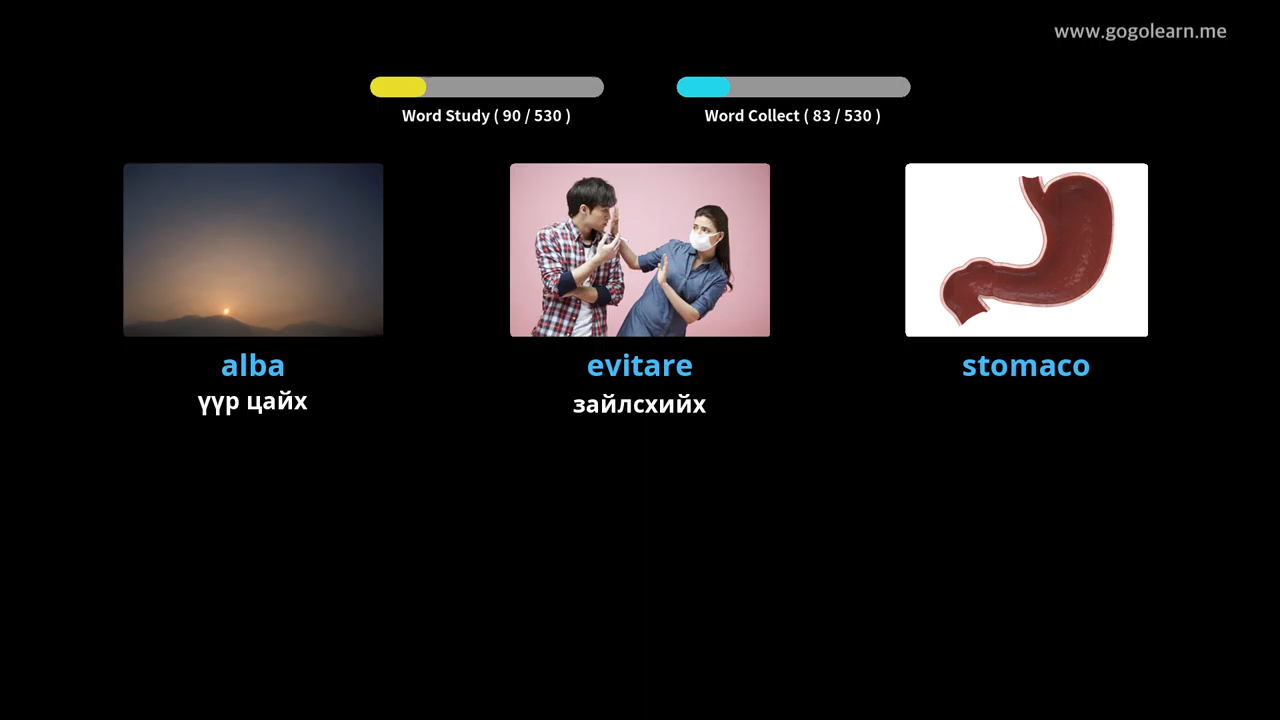 www.gogolearn.me
Word Study ( 90 / 530 )
Word Collect ( 83 / 530 )
alba
evitare
stomaco
үүр цайх
зайлсхийх